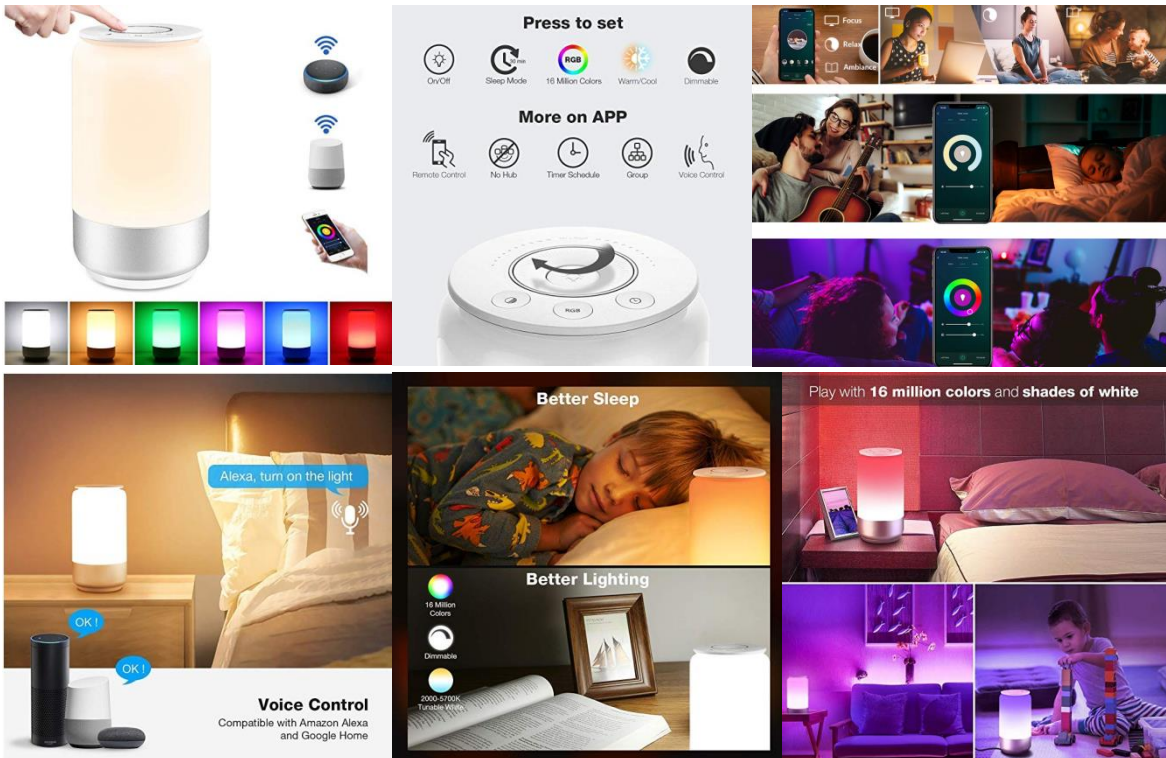 Press to set
30 min
RGB
On/Off
Sleep Mode
16 Million Colors
Warm/Cool
Dimmable
More on APP
Remote Control
No Hub
Timer Schedule
Group
Voice Control
RGB
Focus
Relax
Ambiance
Alexa, turn on the light
OK !
OK !
Voice Control
Compatible with Amazon Alexa
and Google Home
Better Sleep
Better Lighting
16 Million
Colors
Dimmable
2000-5700K
Tunable White
Play with 16 million colors and shades of white